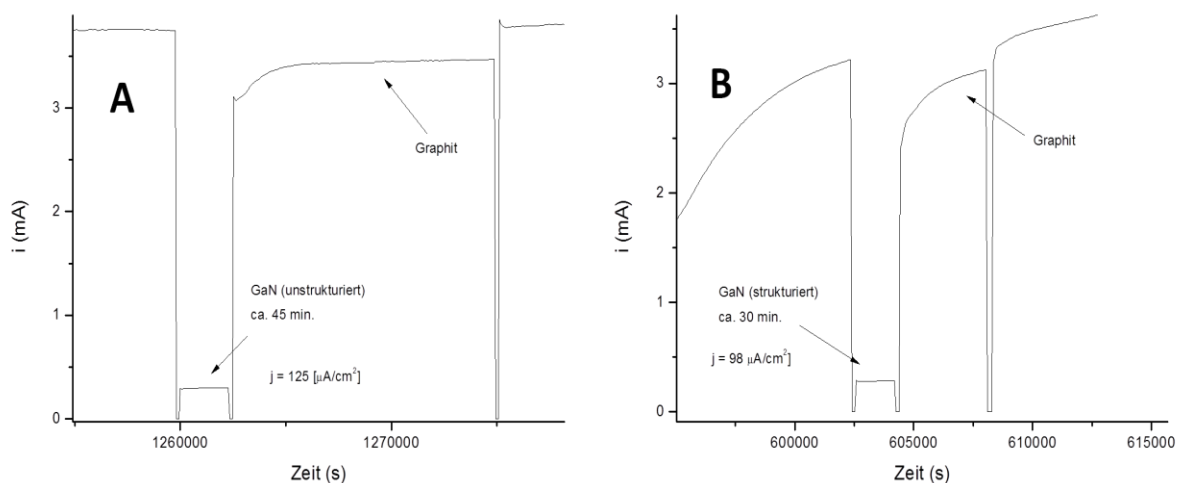 A
i (mA)
3
2
1
0
Graphit
GaN (unstrukturiert)
ca. 45 min.
j = 125 [µA/cm²]
1260000 1270000
Zeit (s)
B
i (mA)
3
2
1
0
Graphit
GaN (strukturiert)
ca. 30 min.
j = 98 µA/cm²]
600000 605000 610000 615000
Zeit (s)